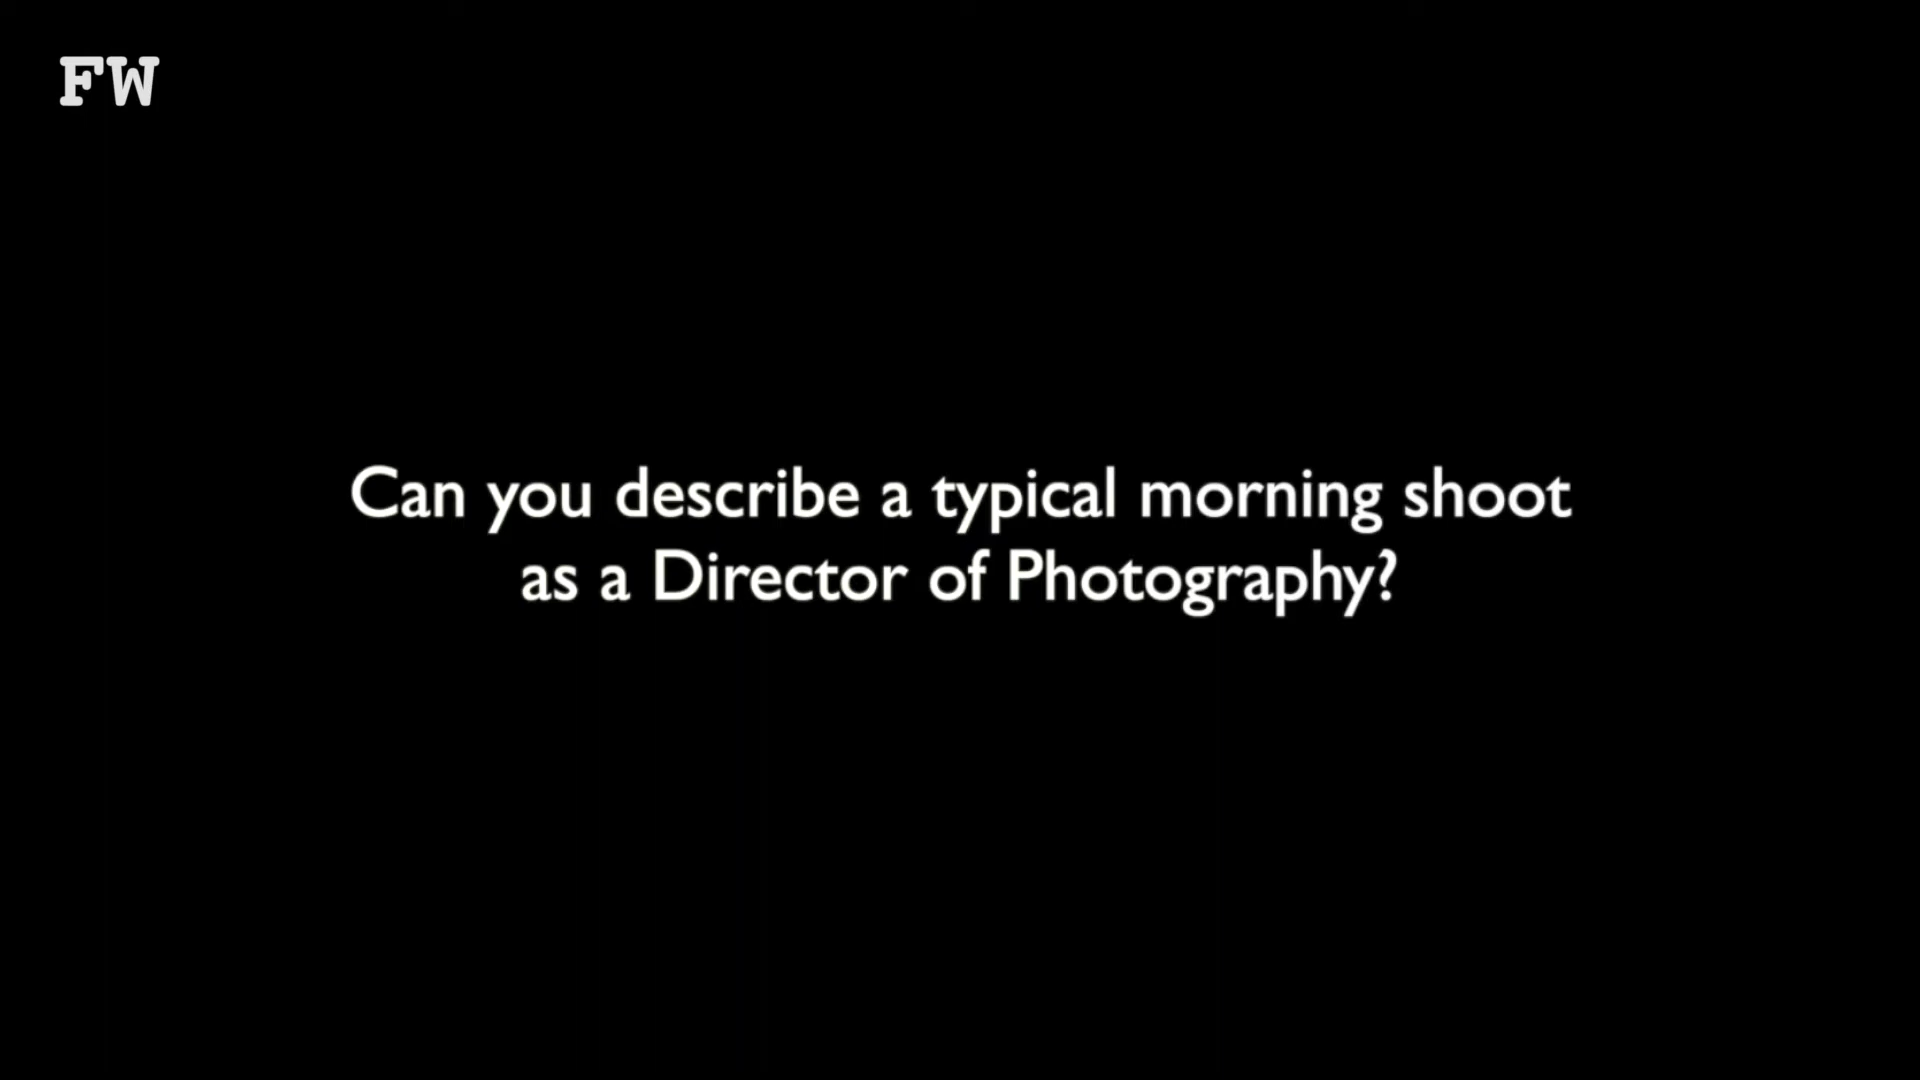 FW
Can you describe a typical morning shoot
as a Director of Photography?